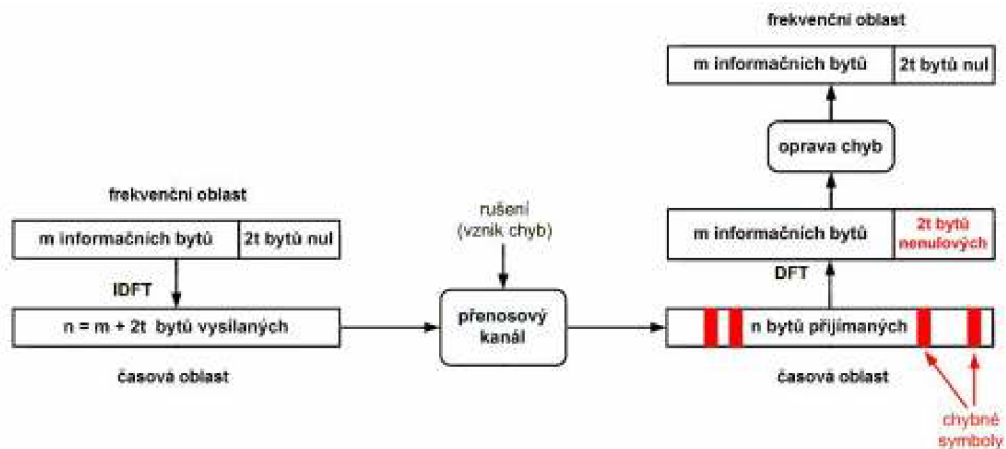 frekvenční oblast
m informačních bytů
2t bytů nul
oprava chyb
frekvenční oblast
m informačních bytů
2t bytů nul
IDFT
n = m + 2t bytů vysílaných
časová oblast
rušení
(vznik chyb)
přenosový
kanál
m informačních bytů
2t bytů
nenulových
DFT
n bytů přijímaných
časová oblast
chybné
symboly